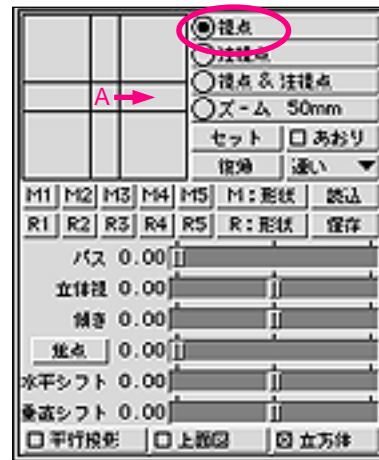 視点
注視点
視点 & 注視点
ズーム 50mm
A
セット あおり
復帰 速い
M1 M2 M3 M4 M5 M:形状 読込
R1 R2 R3 R4 R5 R:形状 保存
パス 0.00
立体視 0.00
傾き 0.00
焦点 0.00
水平シフト 0.00
垂直シフト 0.00
平行投影 上面図 立方体